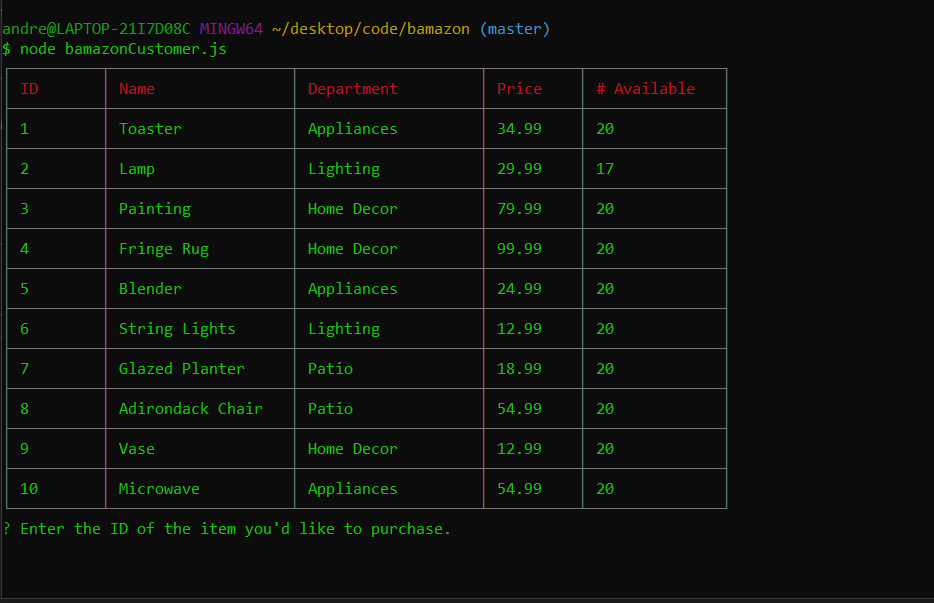 andre@LAPTOP-21I7D08C MINGW64 ~/desktop/code/bamazon (master)
$ node bamazonCustomer.js
ID Name Department Price # Available
1 Toaster Appliances 34.99 20
2 Lamp Lighting 29.99 17
3 Painting Home Decor 79.99 20
4 Fringe Rug Home Decor 99.99 20
5 Blender Appliances 24.99 20
6 String Lights Lighting 12.99 20
7 Glazed Planter Patio 18.99 20
8 Adirondack Chair Patio 54.99 20
9 Vase Home Decor 12.99 20
10 Microwave Appliances 54.99 20
? Enter the ID of the item you'd like to purchase.